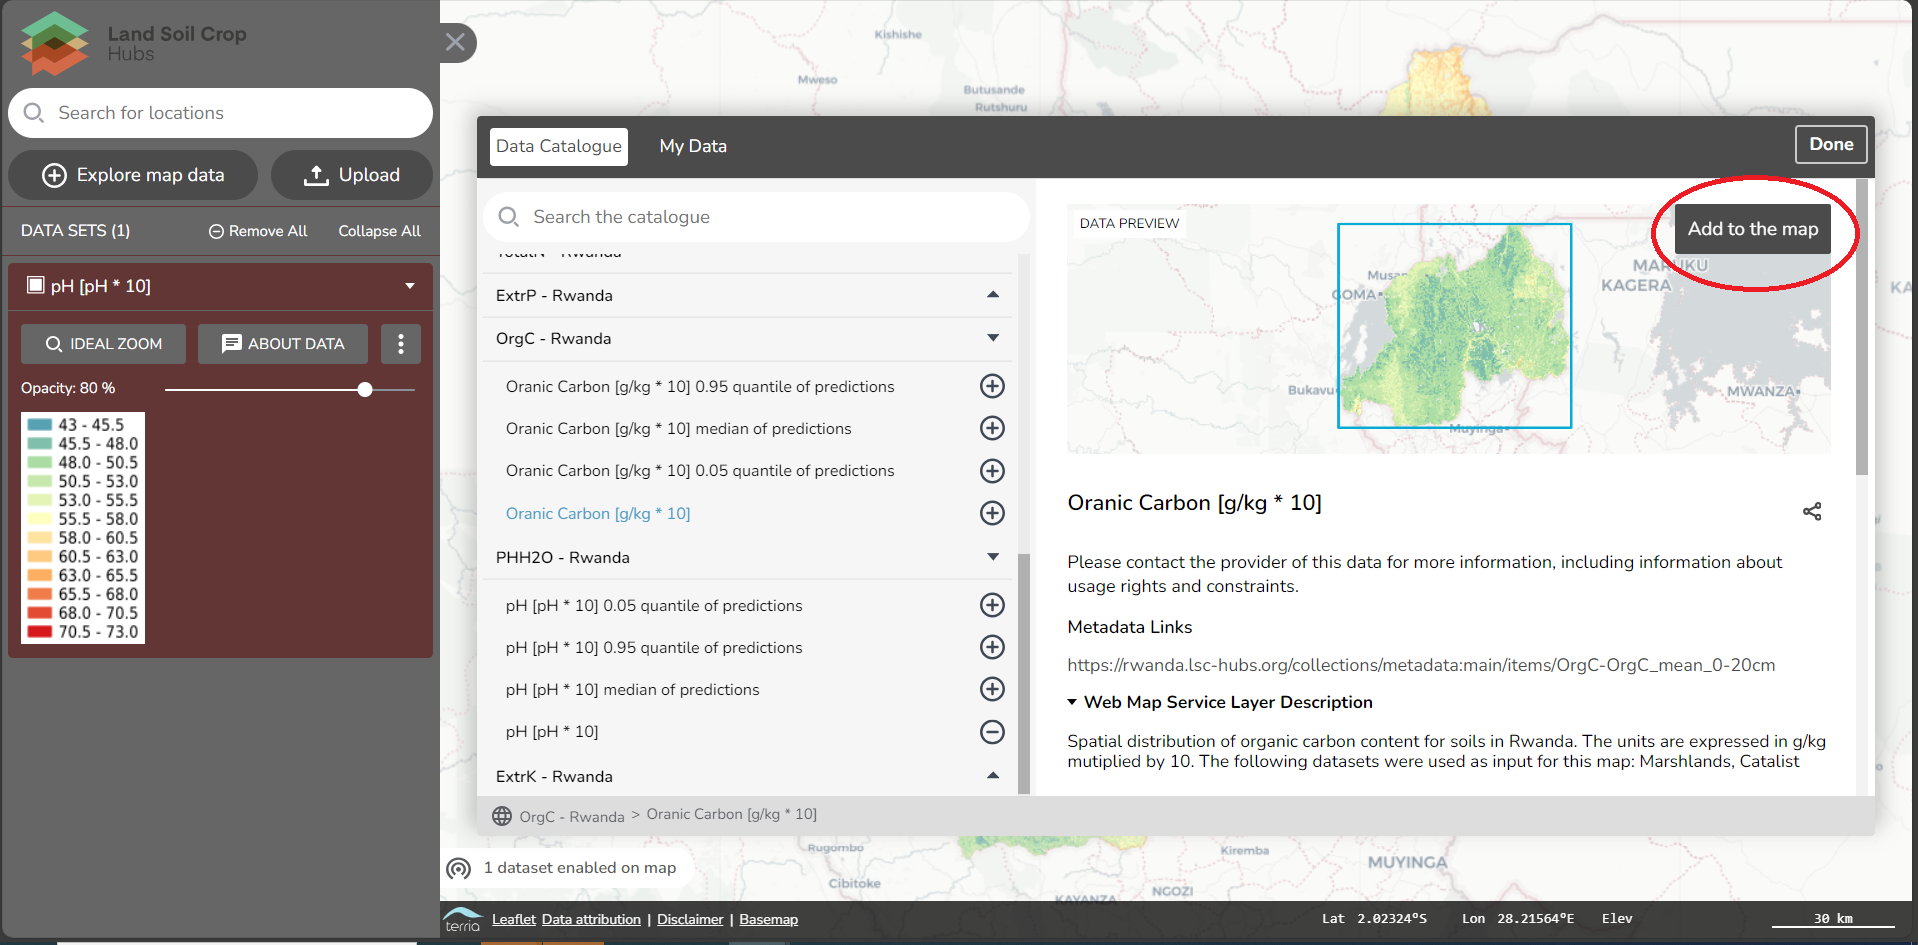 Land Soil Crop
Hubs
Search for locations
Explore map data
Upload
DATA SETS (1)
Remove All
Collapse All
pH [pH * 10]
IDEAL ZOOM
ABOUT DATA
Opacity: 80 %
43 - 45.5
45.5 - 48.0
48.0 - 50.5
50.5 - 53.0
53.0 - 55.5
55.5 - 58.0
58.0 - 60.5
60.5 - 63.0
63.0 - 65.5
65.5 - 68.0
68.0 - 70.5
70.5 - 73.0
Kishishe
Mweso
Butusande
Rutshuru
Data Catalogue
My Data
Done
Search the catalogue
TotalN - Rwanda
ExtrP - Rwanda
OrgC - Rwanda
Oranic Carbon [g/kg * 10] 0.95 quantile of predictions
Oranic Carbon [g/kg * 10] median of predictions
Oranic Carbon [g/kg * 10] 0.05 quantile of predictions
Oranic Carbon [g/kg * 10]
PHH2O - Rwanda
pH [pH * 10] 0.05 quantile of predictions
pH [pH * 10] 0.95 quantile of predictions
pH [pH * 10] median of predictions
pH [pH * 10]
ExtrK - Rwanda
DATA PREVIEW
Add to the map
GOMA
Bukavu
Muyinga
KAGERA
MWANZA
KA
Oranic Carbon [g/kg * 10]
Please contact the provider of this data for more information, including information about
usage rights and constraints.
Metadata Links
https://rwanda.lsc-hubs.org/collections/metadata:main/items/OrgC-OrgC_mean_0-20cm
Web Map Service Layer Description
Spatial distribution of organic carbon content for soils in Rwanda. The units are expressed in g/kg
mutiplied by 10. The following datasets were used as input for this map: Marshlands, Catalist
OrgC - Rwanda > Oranic Carbon [g/kg * 10]
Rugombo
Cibitoke
Kiremba
MUYINGA
NGOZI
KAYANZA
1 dataset enabled on map
terria
Leaflet Data attribution | Disclaimer | Basemap
Lat 2.02324°S Lon 28.21564°E Elev
30 km